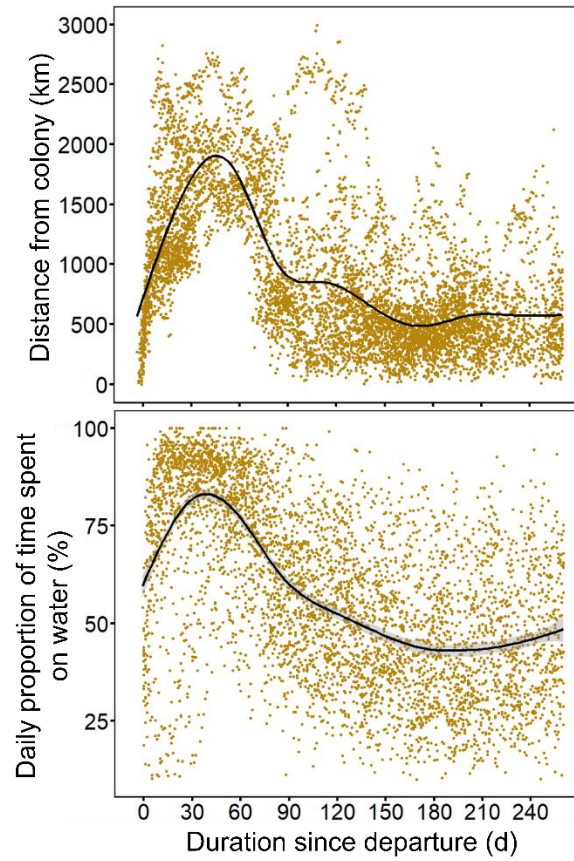 Distance from colony (km)
3000
2500
2000
1500
1000
500
0
Daily proportion of time spent
on water (%)
100
75
50
25
0 30 60 90 120 150 180 210 240
Duration since departure (d)